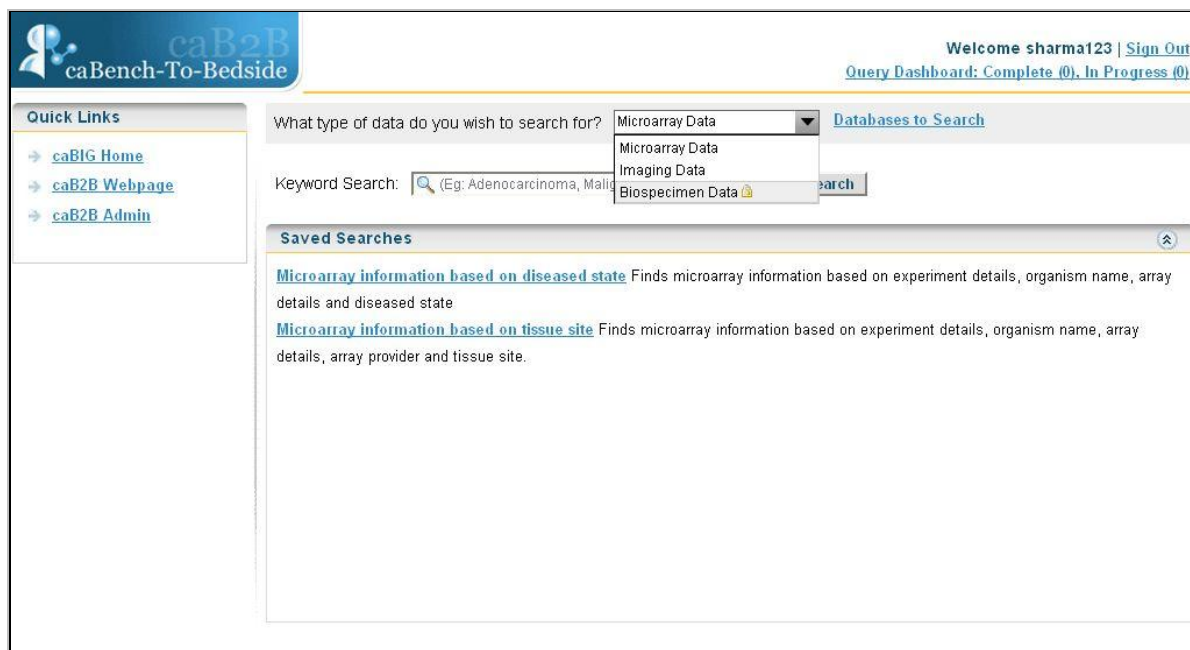 caB2B
caBench-To-Bedside
Welcome sharma123 | Sign Out
Query Dashboard: Complete (0), In Progress (0)
Quick Links
caBIG Home
caB2B Webpage
caB2B Admin
What type of data do you wish to search for? Microarray Data Databases to Search
Microarray Data
Imaging Data
Biospecimen Data
Keyword Search: (Eg: Adenocarcinoma, Malig earch
Saved Searches
Microarray information based on diseased state Finds microarray information based on experiment details, organism name, array
details and diseased state
Microarray information based on tissue site Finds microarray information based on experiment details, organism name, array
details, array provider and tissue site.